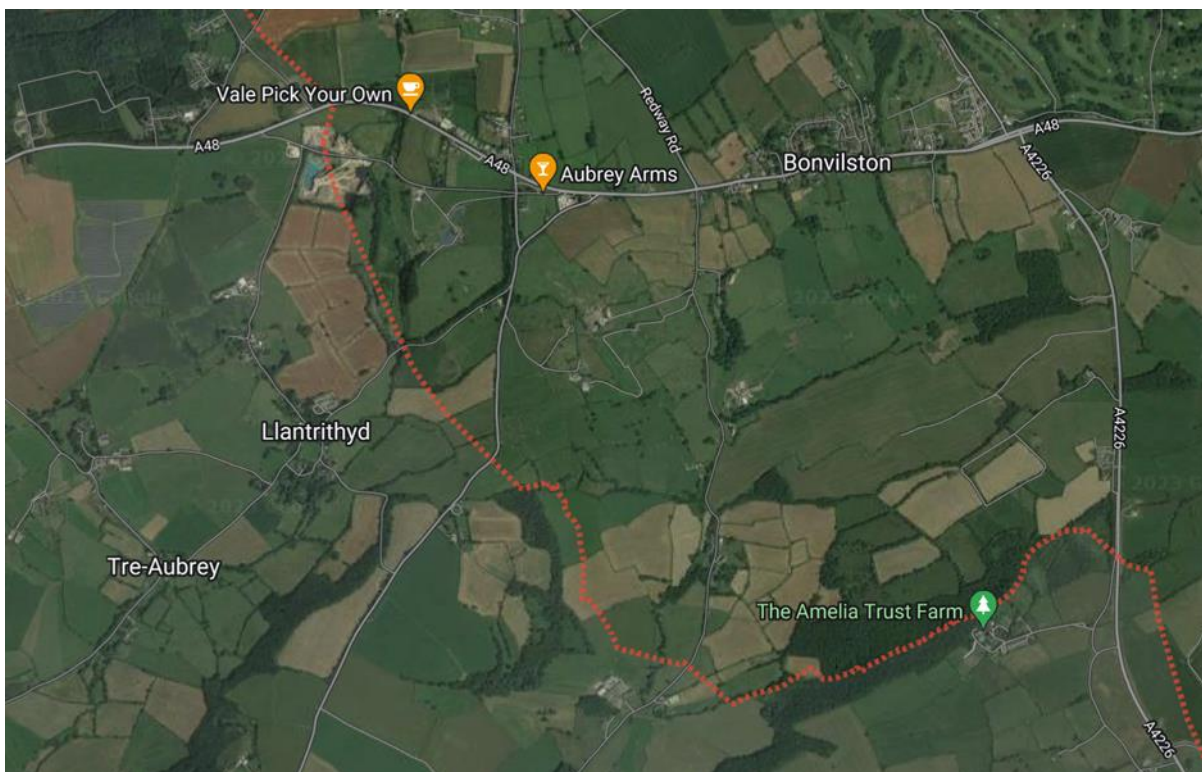 Vale Pick Your Own
A48
A48
Aubrey Arms
Redway Rd
Bonvilston
A48
A4226
Llantrithyd
A4226
Tre-Aubrey
The Amelia Trust Farm
A4226